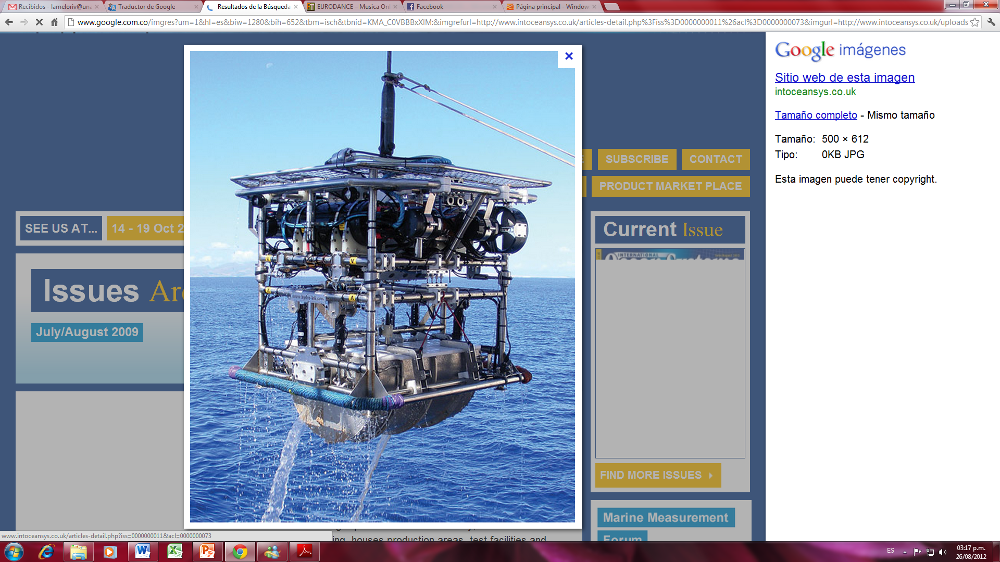 Recibidos - lameloriv@una
Traductor de Google
Resultados de la Búsqueda
EURODANCE – Musica Onl
Facebook
Página principal - Window
www.google.com.co/imgres?um=1&hl=es&biw=1280&bih=652&tbm=isch&tbnid=KMA_C0VBBBxXIM:&imgrefurl=http://www.intoceansys.co.uk/articles-detail.php%3Fiss%3D0000000011%26acl%3D0000000073&imgurl=http://www.intoceansys.co.uk/uploads
Google imágenes
Sitio web de esta imagen
intoceansys.co.uk
Tamaño completo - Mismo tamaño
Tamaño: 500 × 612
Tipo: 0KB JPG
Esta imagen puede tener copyright.
SUBSCRIBE
CONTACT
PRODUCT MARKET PLACE
SEE US AT...
14 - 19 Oct 2
Issues Arc
July/August 2009
Current Issue
INTERNATIONAL
Ocean Systems
FIND MORE ISSUES
Marine Measurement
Forum
ing, houses production areas, test facilities and
www.intoceansys.co.uk/articles-detail.php?iss=0000000011&acl=0000000073
ES
03:17 p.m.
26/08/2012